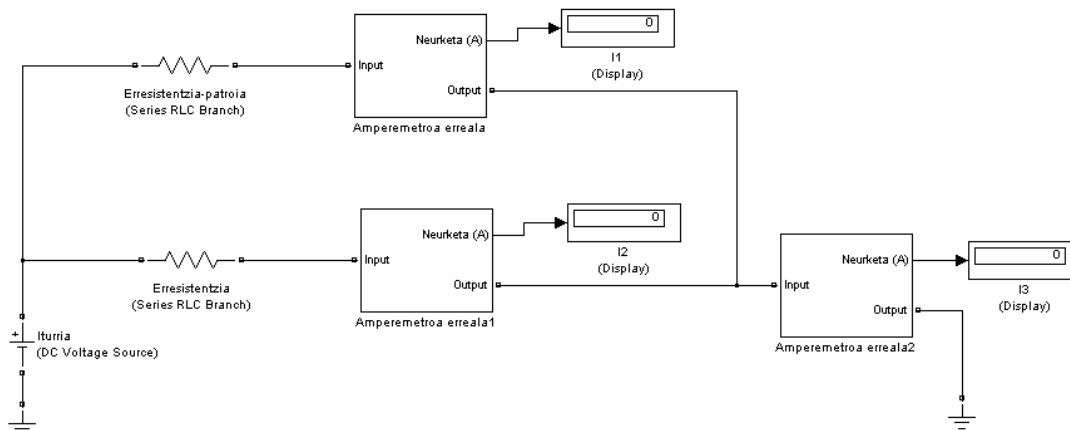 0
Neurketa (A)
I1
(Display)
Input
Erresistentzia-patroia
(Series RLC Branch)
Output
Amperemetroa erreala
0
Neurketa (A)
I2
(Display)
Input
Erresistentzia
(Series RLC Branch)
Output
Amperemetroa erreala1
0
Neurketa (A)
I3
(Display)
Input
Output
Amperemetroa erreala2
+
Iturria
(DC Voltage Source)